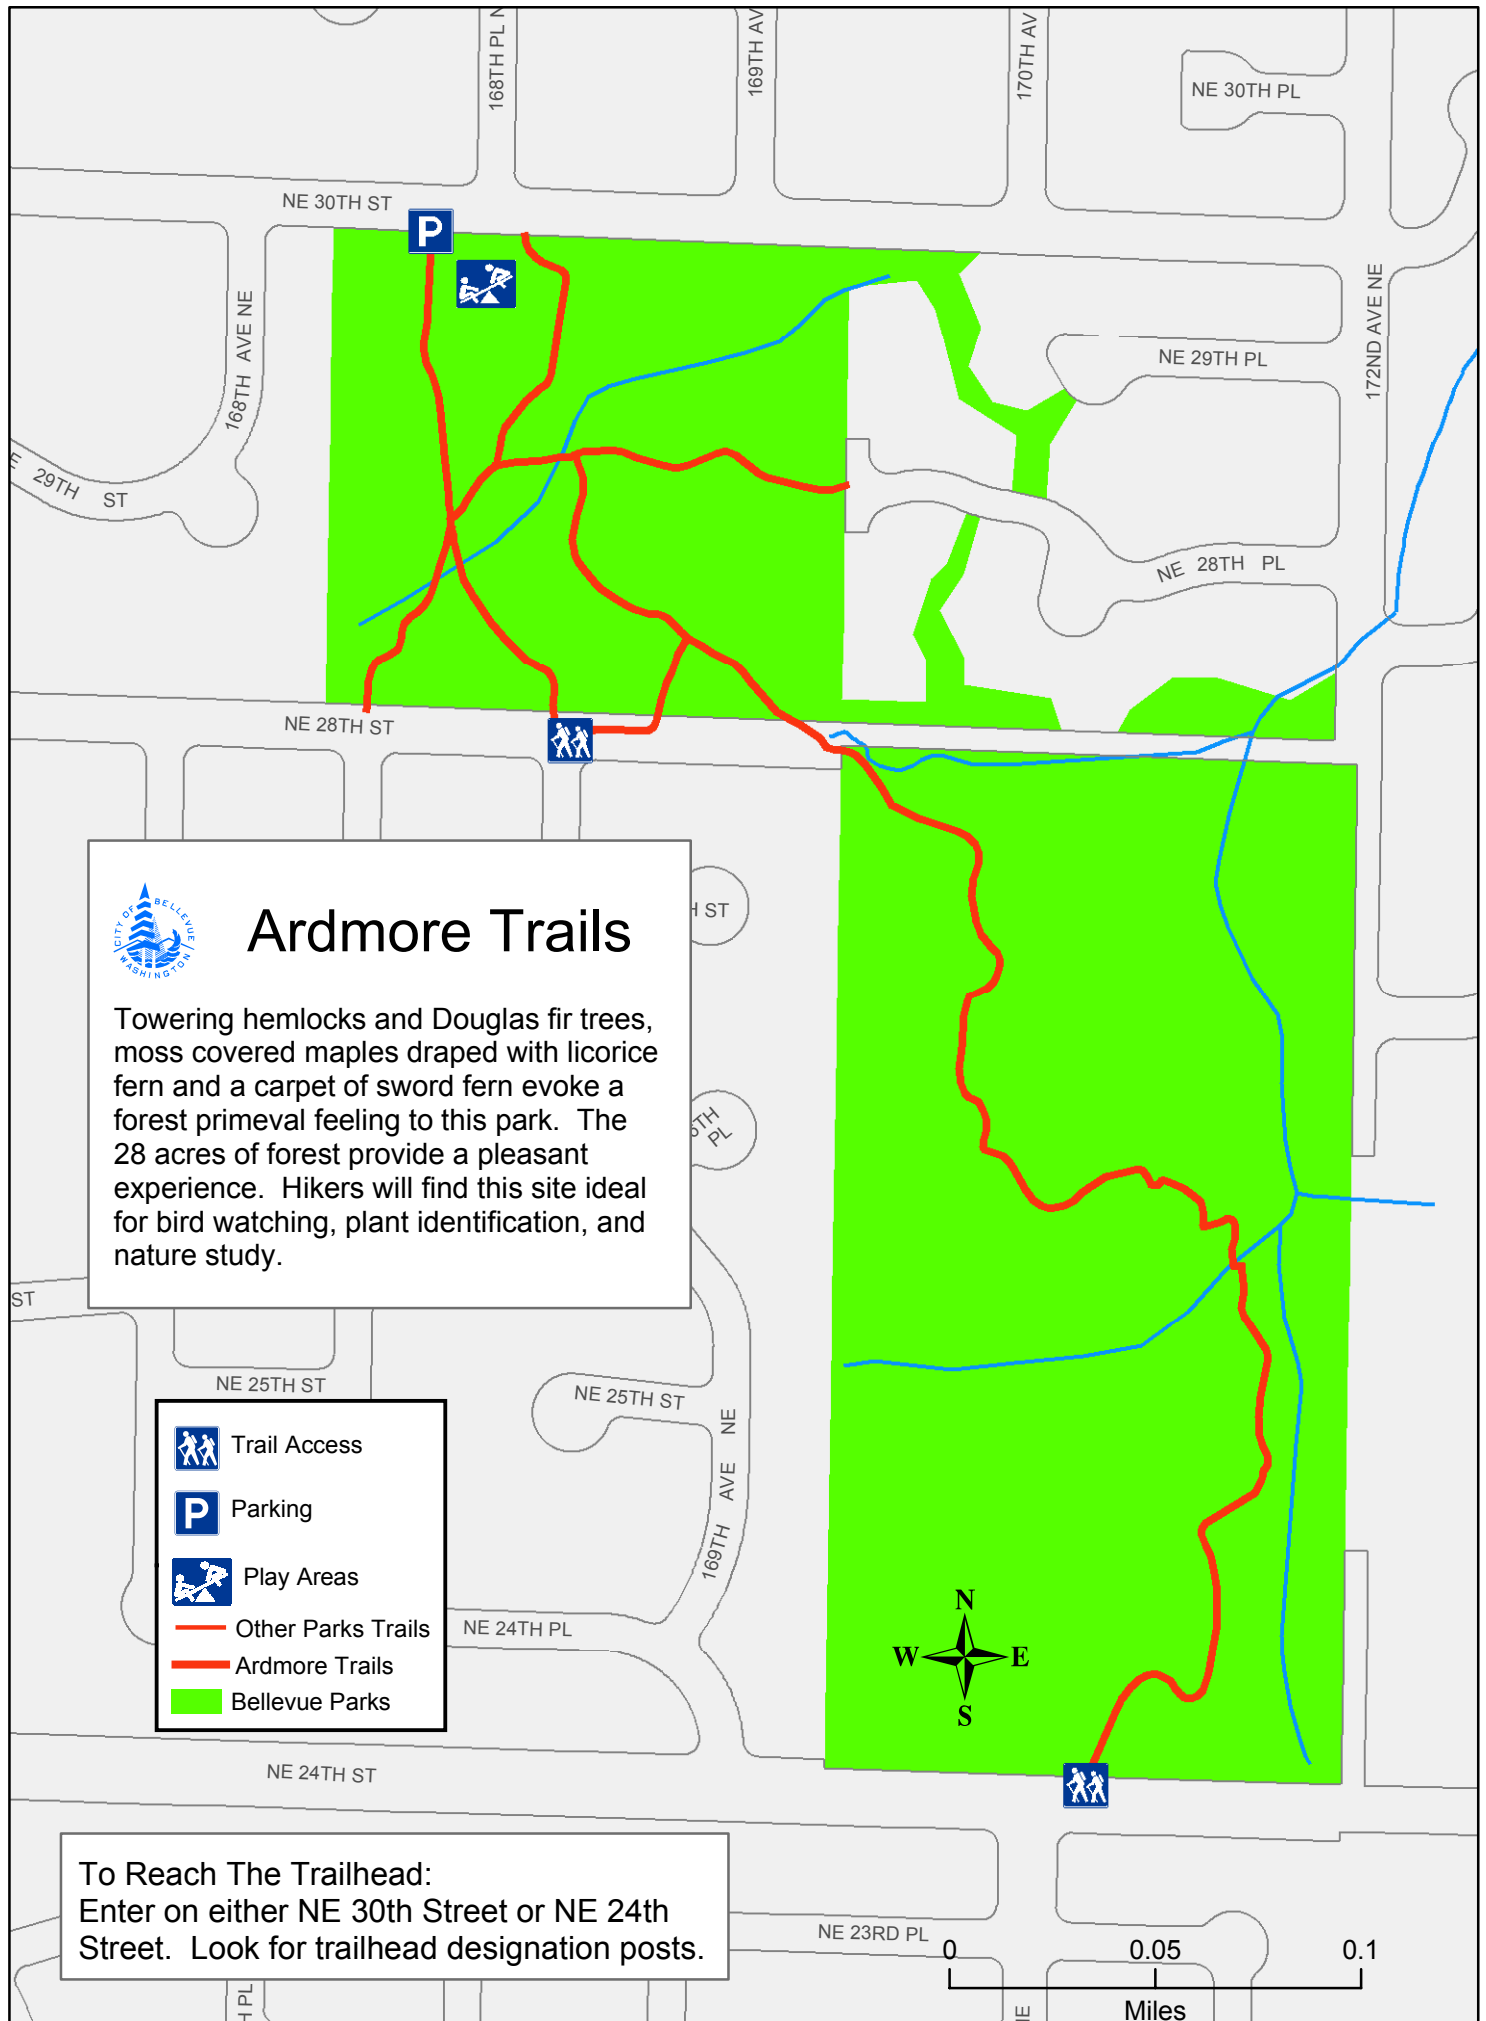 168TH PL N
169TH AV
170TH AV
NE 30TH PL
NE 30TH ST
P
168TH AVE NE
172ND AVE NE
NE 29TH PL
E 29TH ST
NE 28TH PL
NE 28TH ST
H ST
CITY OF BELLEVUE
WASHINGTON
Ardmore Trails
Towering hemlocks and Douglas fir trees,
moss covered maples draped with licorice
fern and a carpet of sword fern evoke a
forest primeval feeling to this park. The
28 acres of forest provide a pleasant
experience. Hikers will find this site ideal
for bird watching, plant identification, and
nature study.
5TH
PL
ST
NE 25TH ST
NE 25TH ST
169TH AVE NE
Trail Access
P
Parking
Play Areas
Other Parks Trails
Ardmore Trails
Bellevue Parks
NE 24TH PL
N
W E
S
NE 24TH ST
To Reach The Trailhead:
Enter on either NE 30th Street or NE 24th
Street. Look for trailhead designation posts.
NE 23RD PL
0 0.05 0.1
Miles
H PL
NE